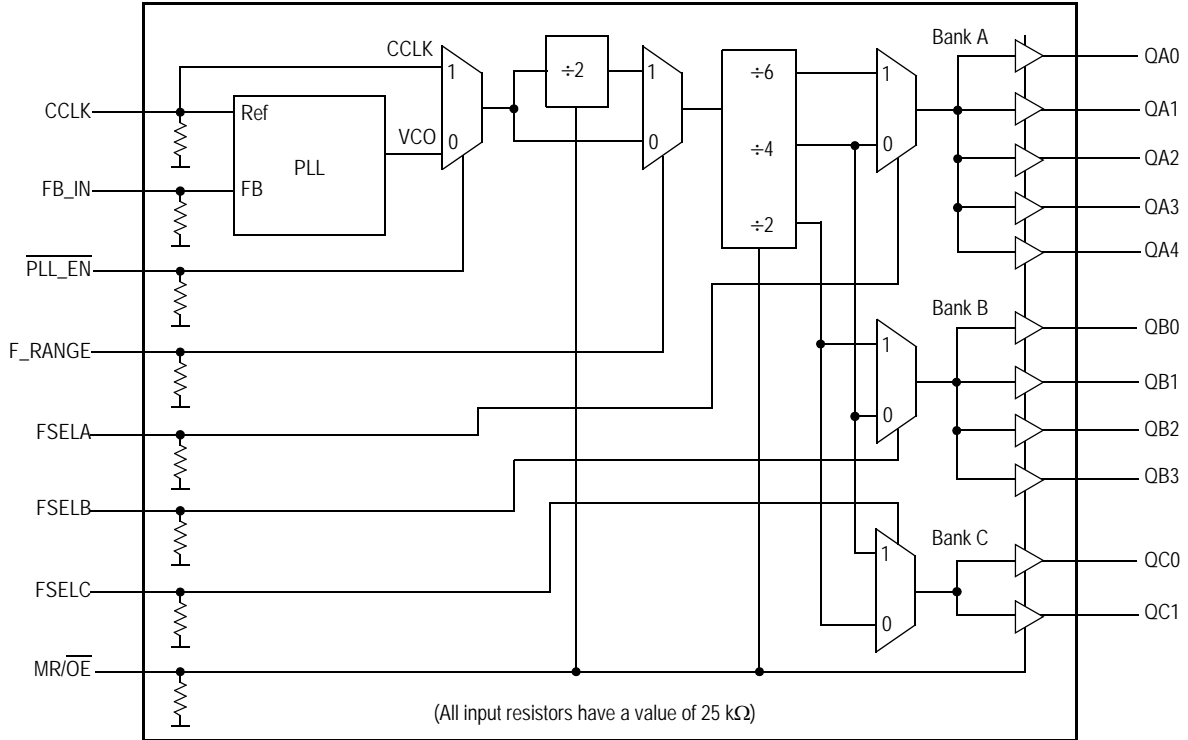 CCLK
FB_IN
PLL_EN
F_RANGE
FSELA
FSELB
FSELC
MR/OE
Ref
FB
PLL
CCLK
VCO
1
0
÷2
1
0
÷6
÷4
÷2
1
0
1
0
1
0
Bank A
Bank B
Bank C
QA0
QA1
QA2
QA3
QA4
QB0
QB1
QB2
QB3
QC0
QC1
(All input resistors have a value of 25 kΩ)